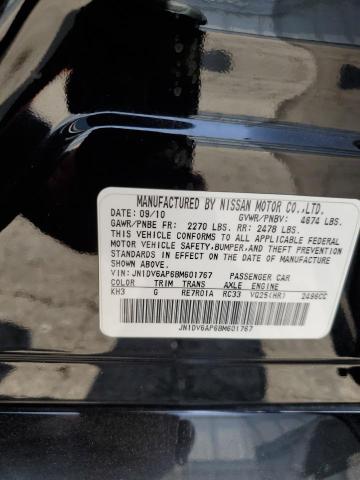 MANUFACTURED BY NISSAN MOTOR CO.,LTD.
DATE: 09/10 GVWR/PNBV: 4674 LBS.
GAWR/PNBE FR: 2270 LBS. RR: 2478 LBS.
THIS VEHICLE CONFORMS TO ALL APPLICABLE FEDERAL
MOTOR VEHICLE SAFETY,BUMPER,AND THEFT PREVENTION
STANDARDS IN EFFECT ON THE DATE OF MANUFACTURE
SHOWN ABOVE.
VIN:JN1DV6AP6BM601767 PASSENGER CAR
COLOR TRIM TRANS AXLE ENGINE
KH3 G RE7R01A RC33 VQ25(HR) 2496CC
JN1DV6AP6BM601767